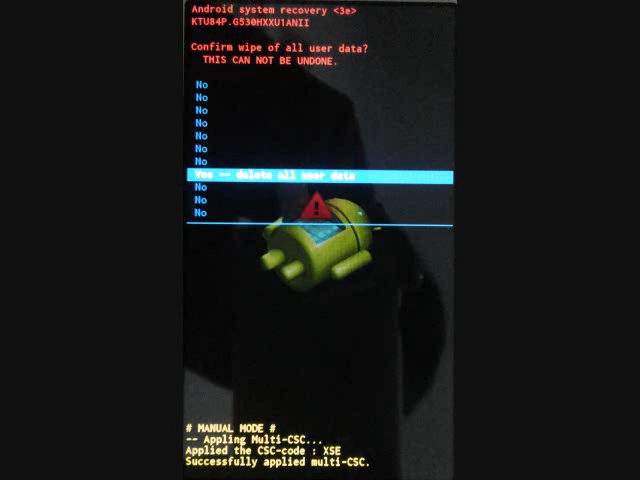 Android system recovery <3e>
KTU84P.G530HXXU1ANII
Confirm wipe of all user data?
THIS CAN NOT BE UNDONE.
No
No
No
No
No
No
No
Yes -- delete all user data
No
No
No
# MANUAL MODE #
-- Appling Multi-CSC...
Applied the CSC-code : XSE
Successfully applied multi-CSC.